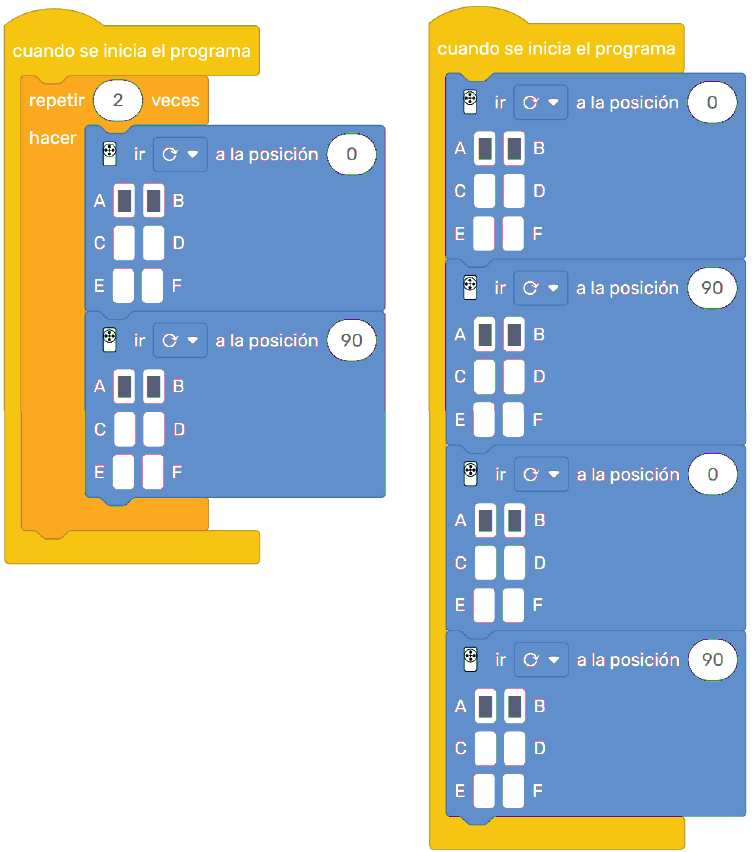 cuando se inicia el programa
repetir 2 veces
hacer
ir a la posición 0
A B
C D
E F
ir a la posición 90
A B
C D
E F
cuando se inicia el programa
ir a la posición 0
A B
C D
E F
ir a la posición 90
A B
C D
E F
ir a la posición 0
A B
C D
E F
ir a la posición 90
A B
C D
E F